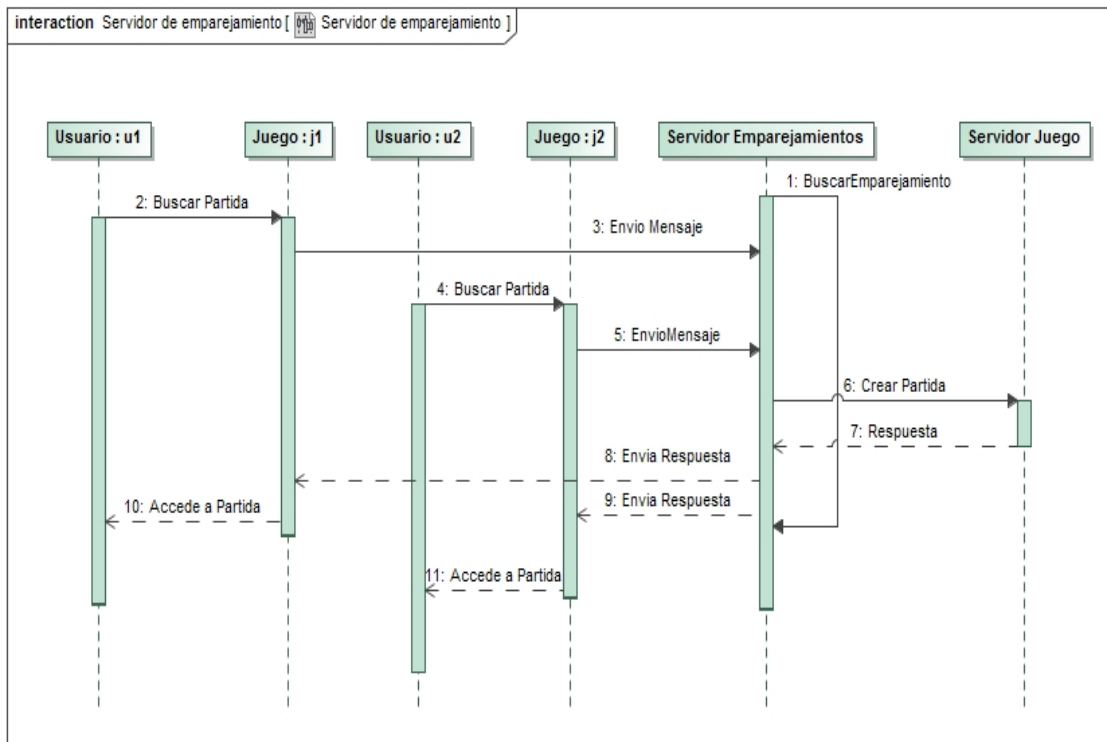 interaction Servidor de emparejamiento [ Servidor de emparejamiento ]
Usuario : u1
Juego : j1
Usuario : u2
Juego : j2
Servidor Emparejamientos
Servidor Juego
1: BuscarEmparejamiento
2: Buscar Partida
3: Envio Mensaje
4: Buscar Partida
5: EnvioMensaje
6: Crear Partida
7: Respuesta
8: Envia Respuesta
9: Envia Respuesta
10: Accede a Partida
11: Accede a Partida